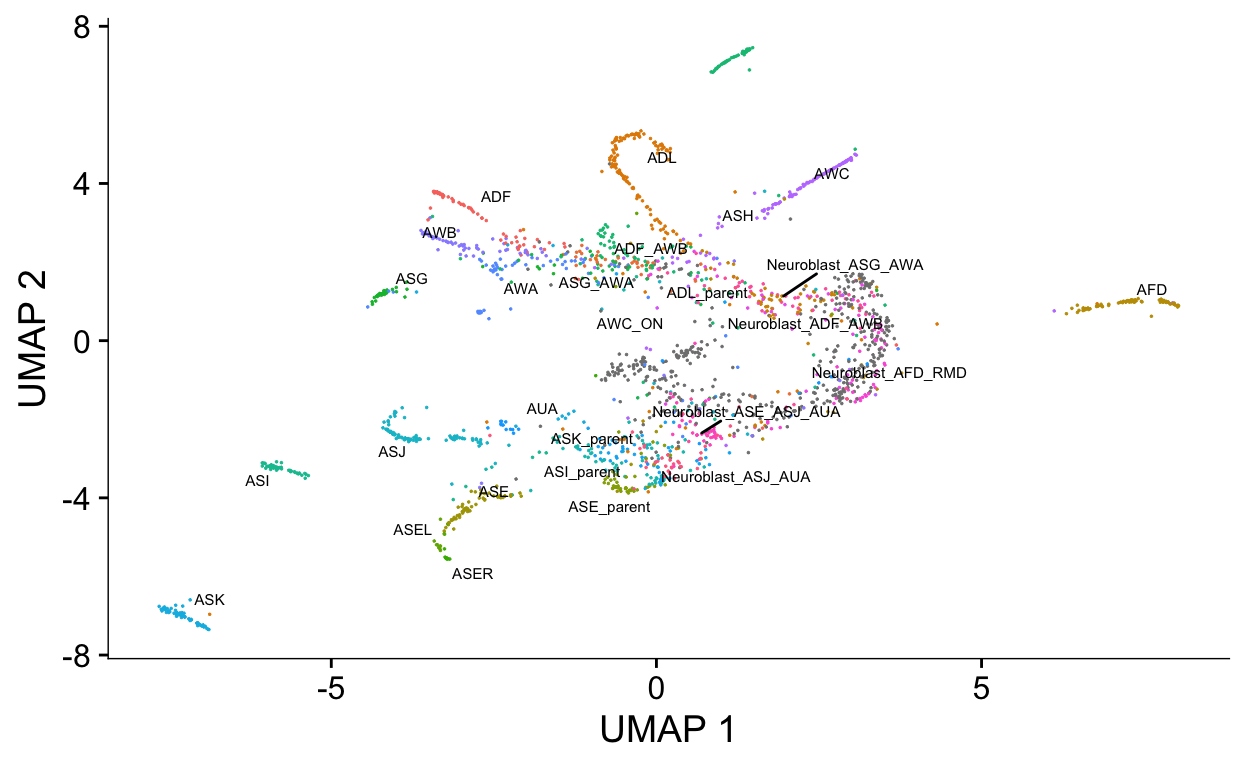 8
4
0
-4
-8
UMAP 2
ADL
AWC
ADF
ASH
AWB
ADF_AWB
Neuroblast_ASG_AWA
ASG
ASG_AWA
AWA
ADL_parent
AFD
AWC_ON
Neuroblast_ADF_AWB
Neuroblast_AFD_RMD
AUA
Neuroblast_ASE_ASJ_AUA
ASK_parent
ASJ
ASI_parent
Neuroblast_ASJ_AUA
ASI
ASE
ASE_parent
ASEL
ASER
ASK
-5
0
5
UMAP 1